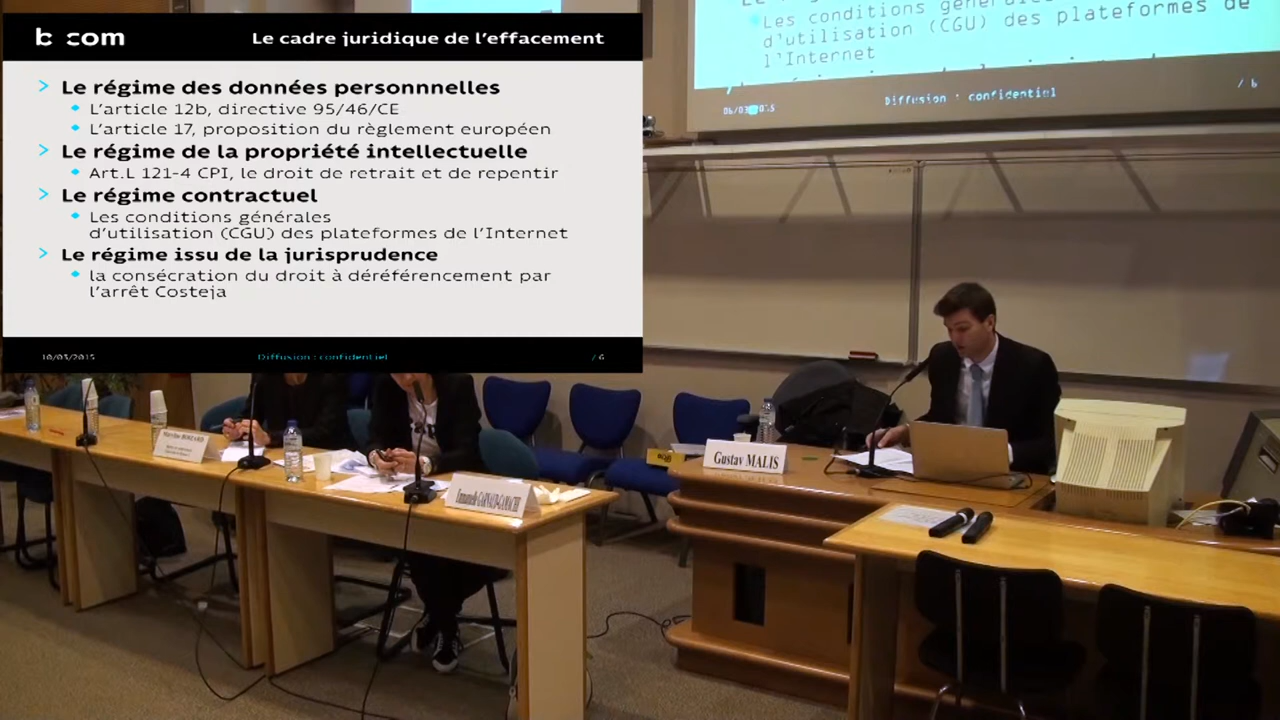 b com
Le cadre juridique de l'effacement
> Le régime des données personnnelles
L'article 12b, directive 95/46/CE
L'article 17, proposition du règlement européen
> Le régime de la propriété intellectuelle
Art.L 121-4 CPI, le droit de retrait et de repentir
> Le régime contractuel
Les conditions générales
d'utilisation (CGU) des plateformes de l'Internet
> Le régime issu de la jurisprudence
la consécration du droit à déréférencement par
l'arrêt Costeja
10/03/2015
Diffusion : confidentiel
/ 6
Les conditions générales
d'utilisation (CGU) des plateformes de
l'Internet
Diffusion : confidentiel
/ 6
Gustav MALIS
Emmanuelle